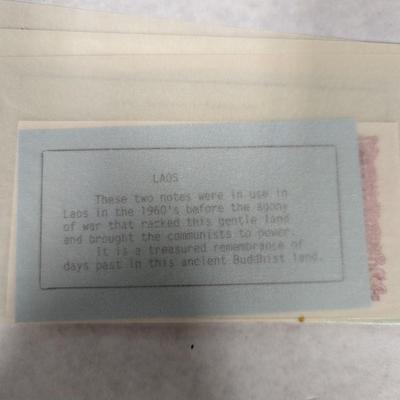 LAOS
These two notes were in use in
Laos in the 1960's before the agony
of war that racked this gentle land
and brought the communists to power.
It is a treasured remembrance of
days past in this ancient Buddhist land.